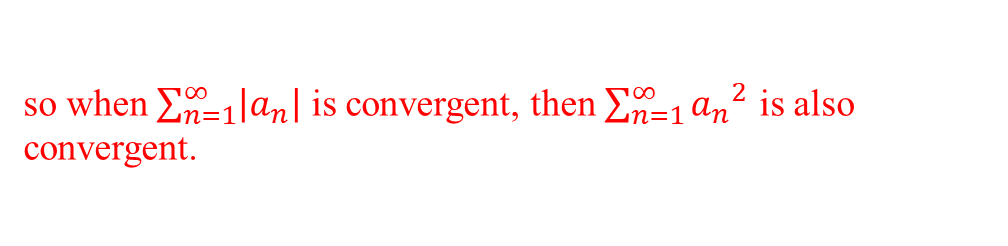 so when ∑_{n=1}^{∞}|a_n| is convergent, then ∑_{n=1}^{∞} a_n^2 is also
convergent.